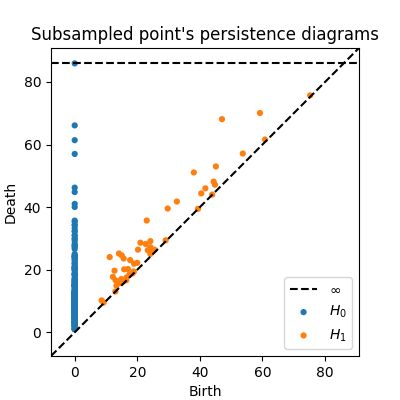 Subsampled point's persistence diagrams
Death
80
60
40
20
0
∞
H₀
H₁
0 20 40 60 80
Birth